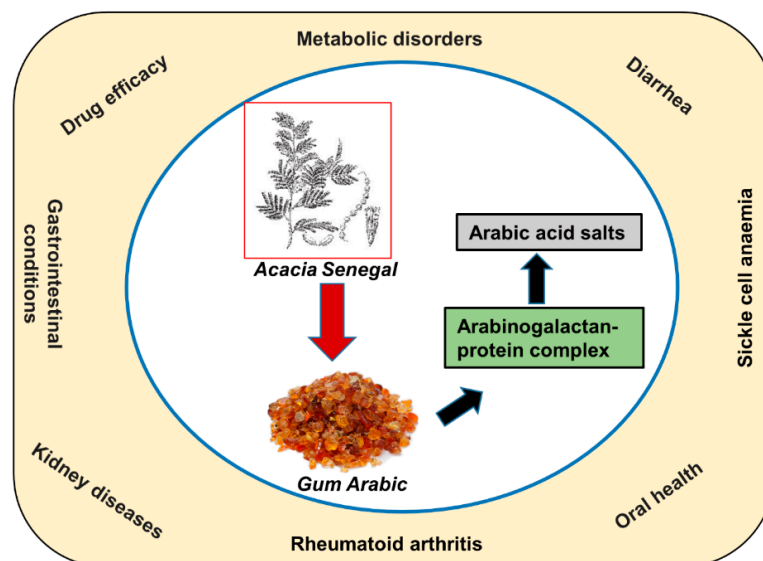 Metabolic disorders
Drug efficacy
Diarrhea
Gastrointestinal
conditions
Acacia Senegal
Arabic acid salts
Arabinogalactan-
protein complex
Sickle cell anaemia
Gum Arabic
Kidney diseases
Oral health
Rheumatoid arthritis